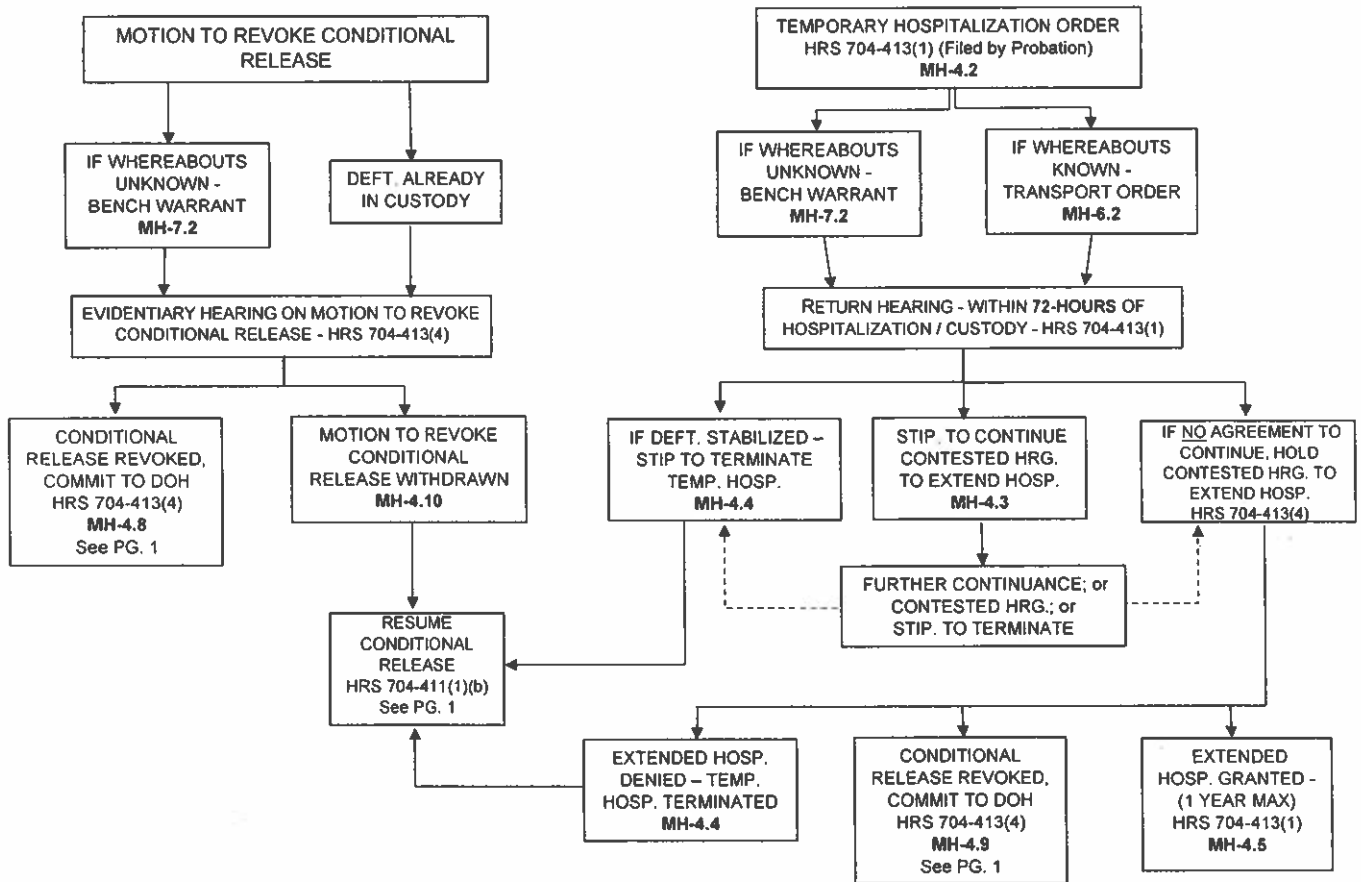 MOTION TO REVOKE CONDITIONAL
RELEASE
TEMPORARY HOSPITALIZATION ORDER
HRS 704-413(1) (Filed by Probation)
MH-4.2
IF WHEREABOUTS
UNKNOWN -
BENCH WARRANT
MH-7.2
DEFT. ALREADY
IN CUSTODY
IF WHEREABOUTS
UNKNOWN -
BENCH WARRANT
MH-7.2
IF WHEREABOUTS
KNOWN -
TRANSPORT ORDER
MH-6.2
EVIDENTIARY HEARING ON MOTION TO REVOKE
CONDITIONAL RELEASE - HRS 704-413(4)
RETURN HEARING - WITHIN 72-HOURS OF
HOSPITALIZATION / CUSTODY - HRS 704-413(1)
CONDITIONAL
RELEASE REVOKED,
COMMIT TO DOH
HRS 704-413(4)
MH-4.8
See PG. 1
MOTION TO REVOKE
CONDITIONAL
RELEASE WITHDRAWN
MH-4.10
IF DEFT. STABILIZED –
STIP TO TERMINATE
TEMP. HOSP.
MH-4.4
STIP. TO CONTINUE
CONTESTED HRG.
TO EXTEND HOSP.
MH-4.3
IF NO AGREEMENT TO
CONTINUE, HOLD
CONTESTED HRG. TO
EXTEND HOSP.
HRS 704-413(4)
FURTHER CONTINUANCE; or
CONTESTED HRG.; or
STIP. TO TERMINATE
RESUME
CONDITIONAL
RELEASE
HRS 704-411(1)(b)
See PG. 1
EXTENDED HOSP.
DENIED – TEMP.
HOSP. TERMINATED
MH-4.4
CONDITIONAL
RELEASE REVOKED,
COMMIT TO DOH
HRS 704-413(4)
MH-4.9
See PG. 1
EXTENDED
HOSP. GRANTED -
(1 YEAR MAX)
HRS 704-413(1)
MH-4.5